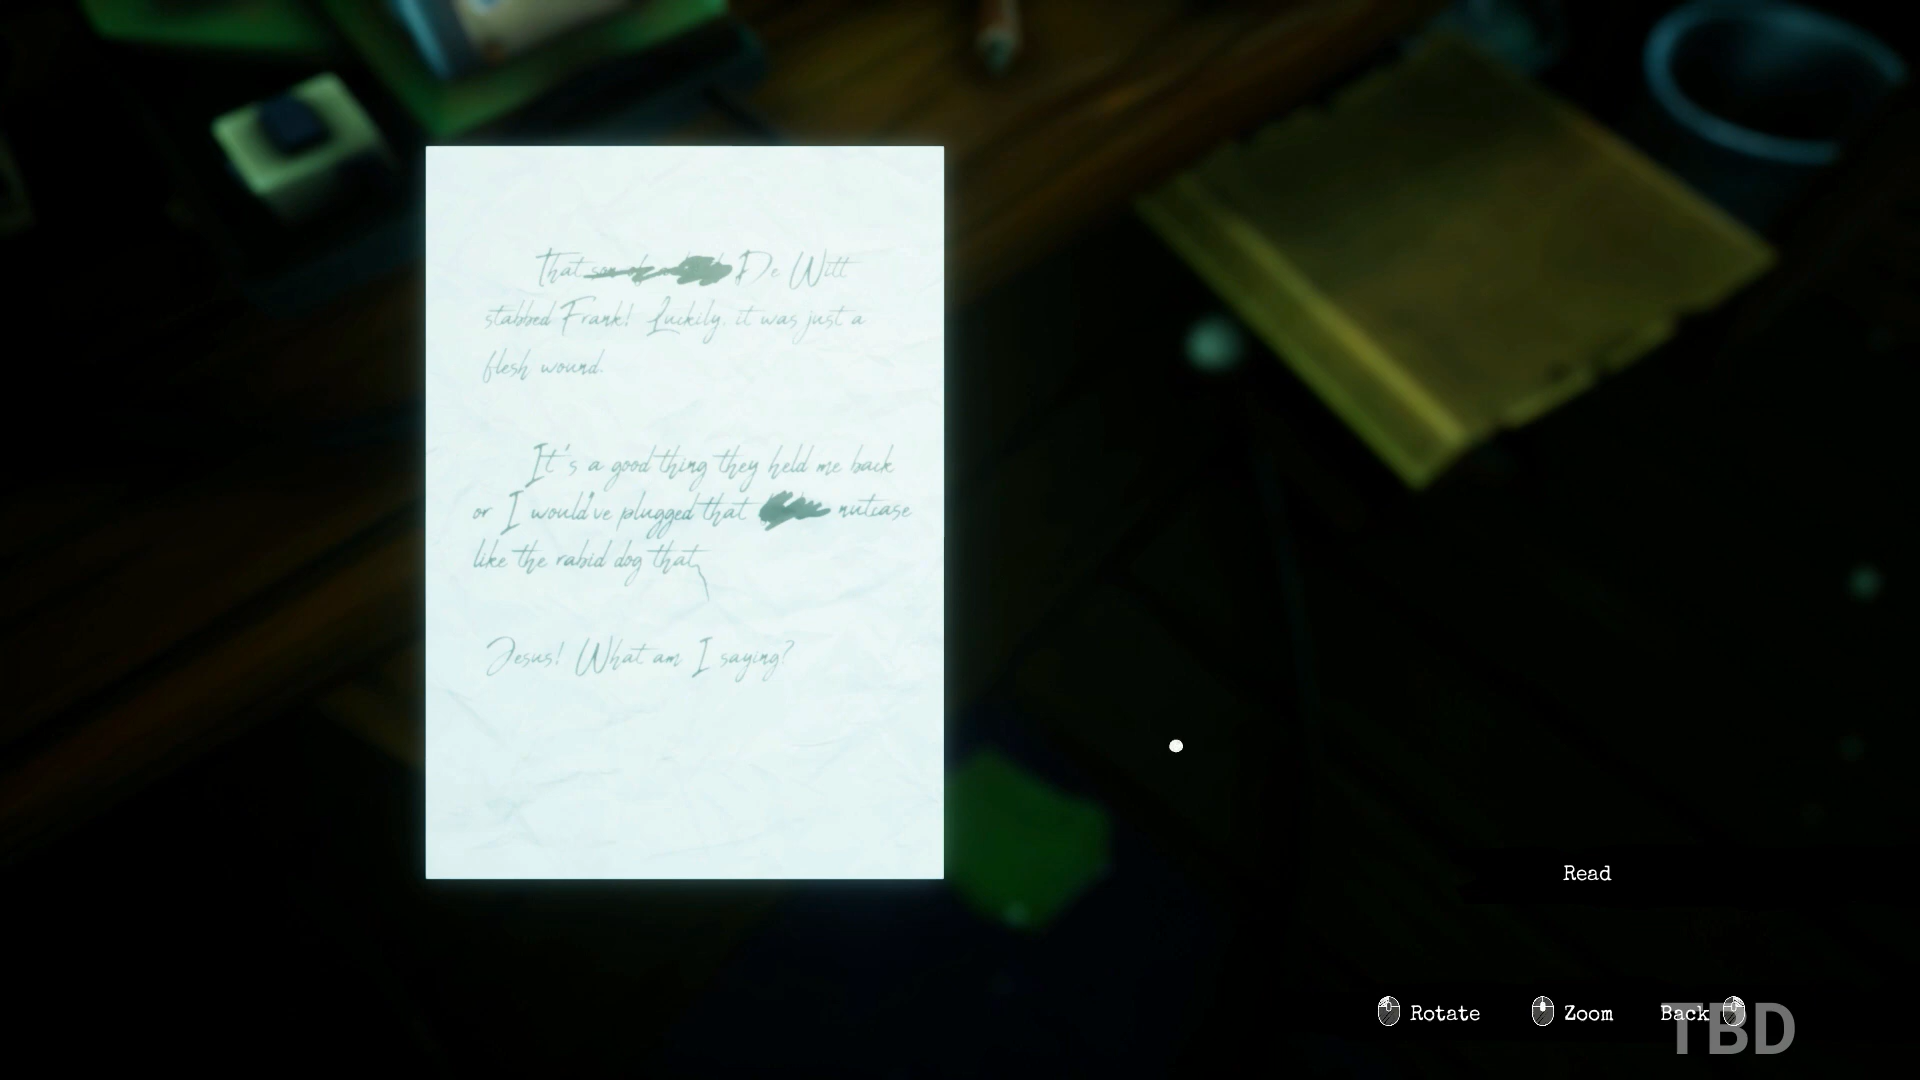 That son of a De Witt
stabbed Frank! Luckily, it was just a
flesh wound.
It's a good thing they held me back
or I would've plugged that nutcase
like the rabid dog that
Jesus! What am I saying?
Read
Rotate Zoom Back
TBD